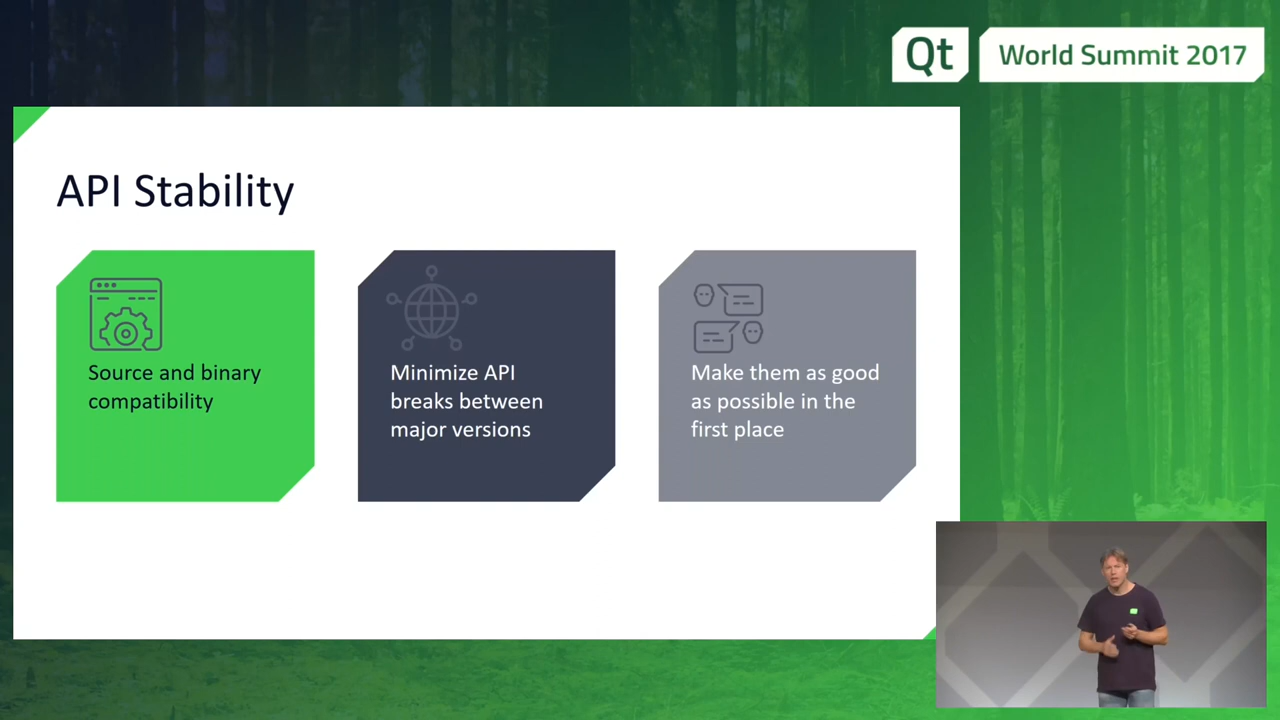 Qt World Summit 2017
API Stability
Source and binary
compatibility
Minimize API
breaks between
major versions
Make them as good
as possible in the
first place